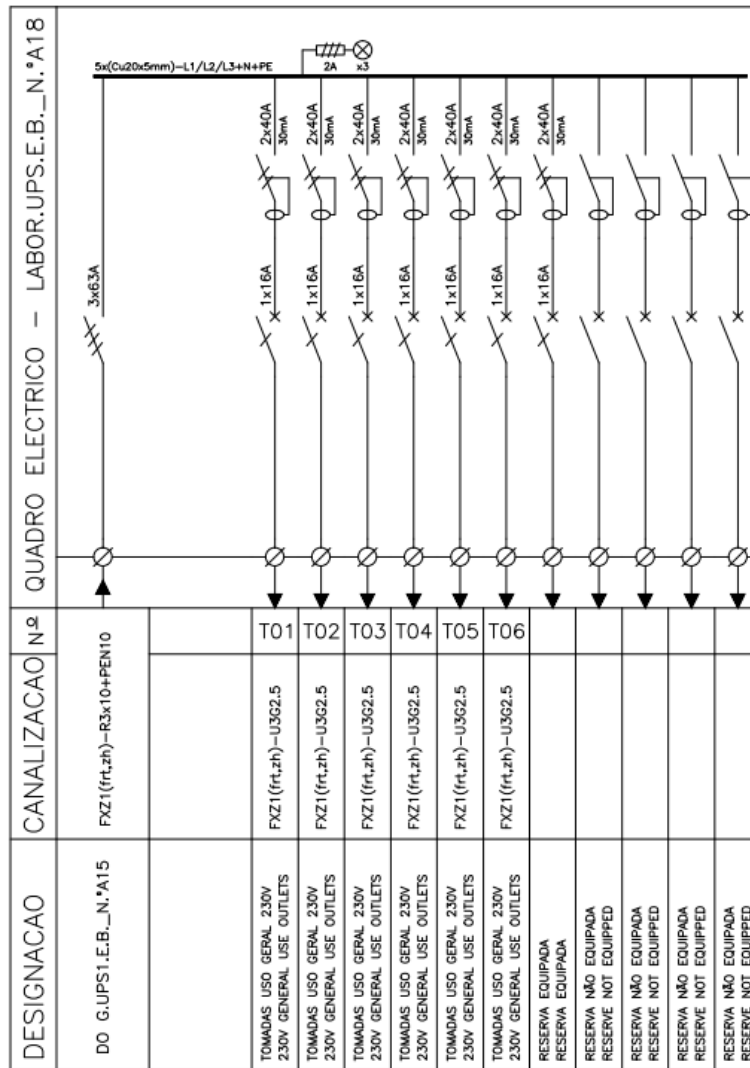 QUADRO ELECTRICO – LABOR.UPS.E.B._N.ºA18
5x(Cu20x5mm)–L1/L2/L3+N+PE
2A
x3
3x63A
2x40A
30mA
2x40A
30mA
2x40A
30mA
2x40A
30mA
2x40A
30mA
2x40A
30mA
2x40A
30mA
1x16A
1x16A
1x16A
1x16A
1x16A
1x16A
1x16A
Nº
T01
T02
T03
T04
T05
T06
CANALIZACAO
FXZ1(frt,zh)–R3x10+PEN10
FXZ1(frt,zh)–U3G2.5
FXZ1(frt,zh)–U3G2.5
FXZ1(frt,zh)–U3G2.5
FXZ1(frt,zh)–U3G2.5
FXZ1(frt,zh)–U3G2.5
FXZ1(frt,zh)–U3G2.5
DESIGNACAO
DO G.UPS1.E.B._N.ºA15
TOMADAS USO GERAL 230V
230V GENERAL USE OUTLETS
TOMADAS USO GERAL 230V
230V GENERAL USE OUTLETS
TOMADAS USO GERAL 230V
230V GENERAL USE OUTLETS
TOMADAS USO GERAL 230V
230V GENERAL USE OUTLETS
TOMADAS USO GERAL 230V
230V GENERAL USE OUTLETS
TOMADAS USO GERAL 230V
230V GENERAL USE OUTLETS
RESERVA EQUIPADA
RESERVA EQUIPADA
RESERVA NÃO EQUIPADA
RESERVE NOT EQUIPPED
RESERVA NÃO EQUIPADA
RESERVE NOT EQUIPPED
RESERVA NÃO EQUIPADA
RESERVE NOT EQUIPPED
RESERVA NÃO EQUIPADA
RESERVE NOT EQUIPPED